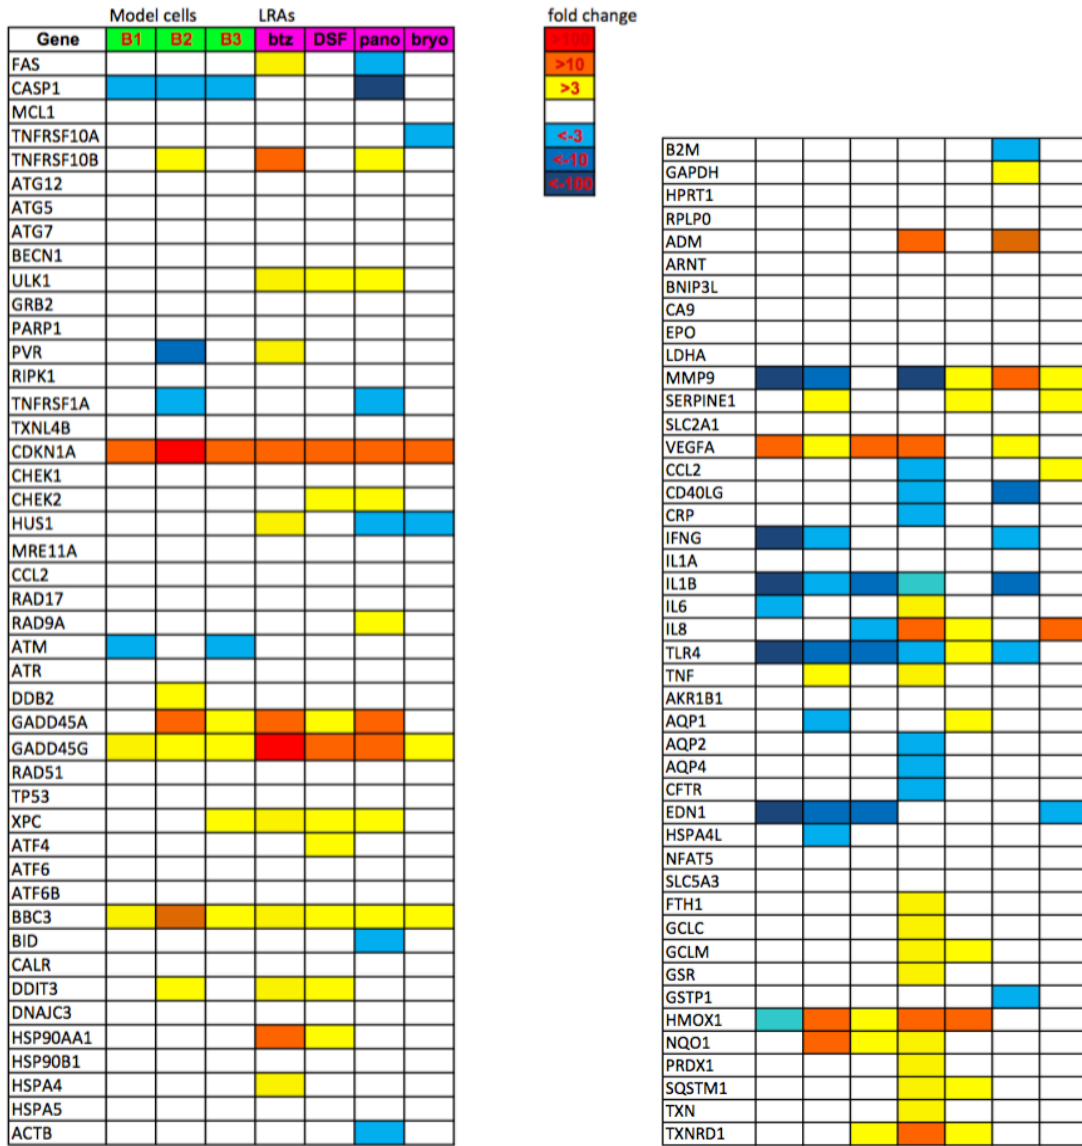 Model cells LRAs fold change
Gene B1 B2 B3 btz DSF pano bryo
>100
>10
>3
<-3
<-10
<-100
FAS
CASP1
MCL1
TNFRSF10A
TNFRSF10B
ATG12
ATG5
ATG7
BECN1
ULK1
GRB2
PARP1
PVR
RIPK1
TNFRSF1A
TXNL4B
CDKN1A
CHEK1
CHEK2
HUS1
MRE11A
CCL2
RAD17
RAD9A
ATM
ATR
DDB2
GADD45A
GADD45G
RAD51
TP53
XPC
ATF4
ATF6
ATF6B
BBC3
BID
CALR
DDIT3
DNAJC3
HSP90AA1
HSP90B1
HSPA4
HSPA5
ACTB
B2M
GAPDH
HPRT1
RPLP0
ADM
ARNT
BNIP3L
CA9
EPO
LDHA
MMP9
SERPINE1
SLC2A1
VEGFA
CCL2
CD40LG
CRP
IFNG
IL1A
IL1B
IL6
IL8
TLR4
TNF
AKR1B1
AQP1
AQP2
AQP4
CFTR
EDN1
HSPA4L
NFAT5
SLC5A3
FTH1
GCLC
GCLM
GSR
GSTP1
HMOX1
NQO1
PRDX1
SQSTM1
TXN
TXNRD1